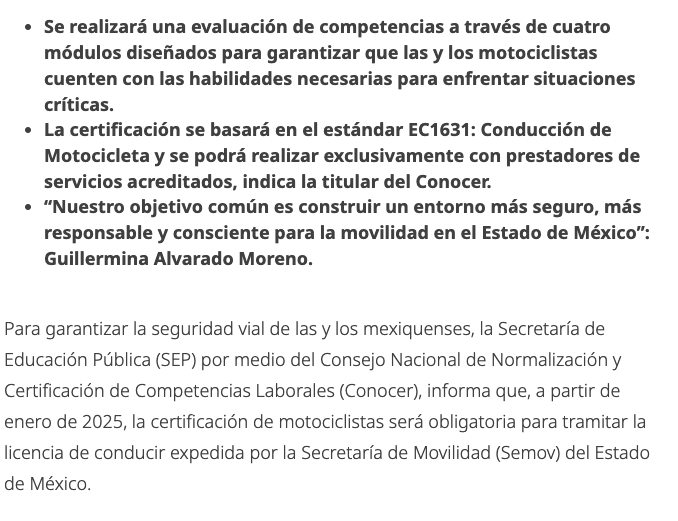 • Se realizará una evaluación de competencias a través de cuatro
módulos diseñados para garantizar que las y los motociclistas
cuenten con las habilidades necesarias para enfrentar situaciones
críticas.
• La certificación se basará en el estándar EC1631: Conducción de
Motocicleta y se podrá realizar exclusivamente con prestadores de
servicios acreditados, indica la titular del Conocer.
• “Nuestro objetivo común es construir un entorno más seguro, más
responsable y consciente para la movilidad en el Estado de México”:
Guillermina Alvarado Moreno.
Para garantizar la seguridad vial de las y los mexiquenses, la Secretaría de
Educación Pública (SEP) por medio del Consejo Nacional de Normalización y
Certificación de Competencias Laborales (Conocer), informa que, a partir de
enero de 2025, la certificación de motociclistas será obligatoria para tramitar la
licencia de conducir expedida por la Secretaría de Movilidad (Semov) del Estado
de México.